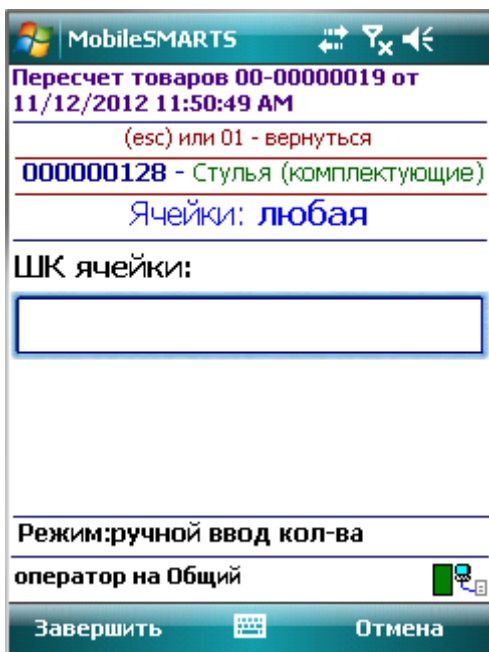 MobileSMARTS
Пересчет товаров 00-00000019 от
11/12/2012 11:50:49 AM
(esc) или 01 - вернуться
000000128 - Стулья (комплектующие)
Ячейки: любая
ШК ячейки:
Режим:ручной ввод кол-ва
оператор на Общий
Завершить Отмена